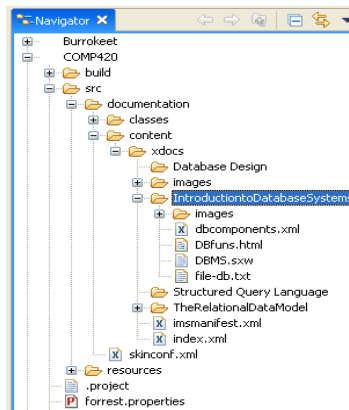 Navigator
Burrokeet
COMP420
build
src
documentation
classes
content
xdocs
Database Design
images
IntroductiontoDatabaseSystems
images
dbcomponents.xml
DBfuns.html
DBMS.sxw
file-db.txt
Structured Query Language
TheRelationalDataModel
imsmanifest.xml
index.xml
skinconf.xml
resources
.project
forrest.properties